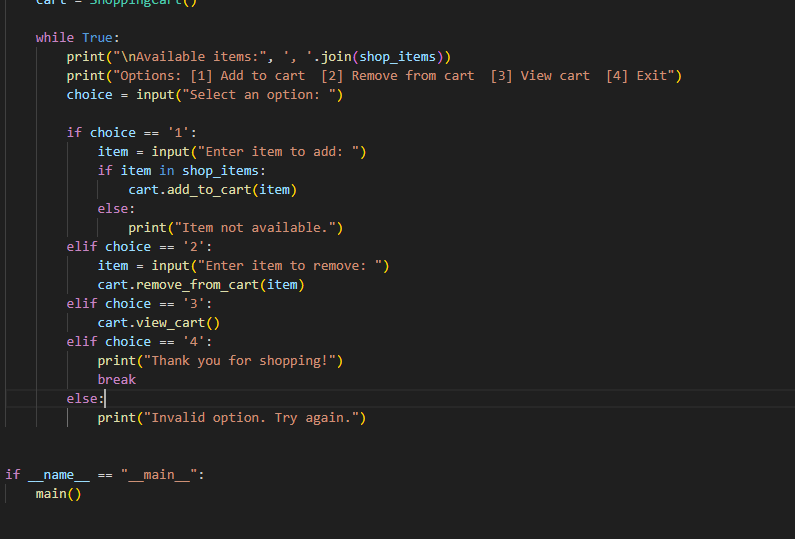 cart = ShoppingCart()
while True:
print("\nAvailable items:", ', '.join(shop_items))
print("Options: [1] Add to cart  [2] Remove from cart  [3] View cart  [4] Exit")
choice = input("Select an option: ")
if choice == '1':
item = input("Enter item to add: ")
if item in shop_items:
cart.add_to_cart(item)
else:
print("Item not available.")
elif choice == '2':
item = input("Enter item to remove: ")
cart.remove_from_cart(item)
elif choice == '3':
cart.view_cart()
elif choice == '4':
print("Thank you for shopping!")
break
else:
print("Invalid option. Try again.")
if __name__ == "__main__":
main()